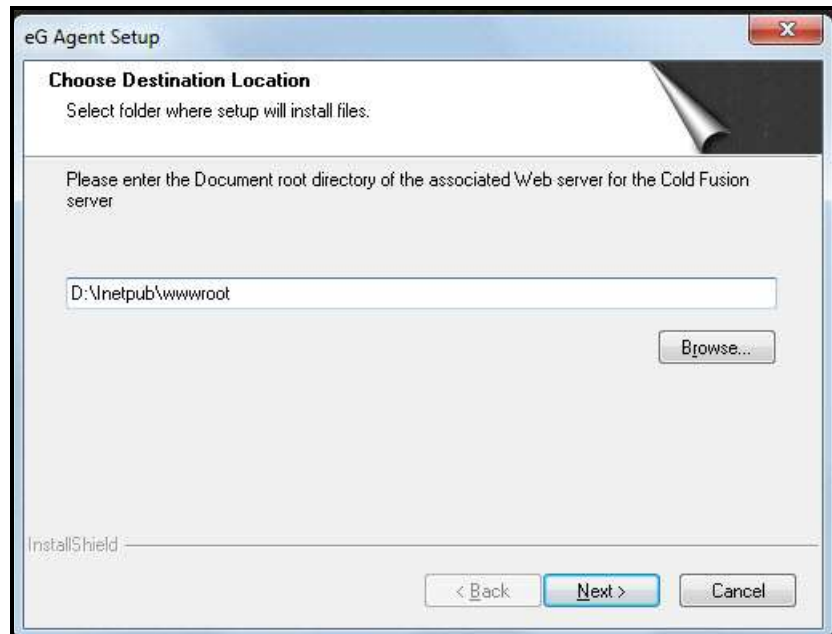 eG Agent Setup
Choose Destination Location
Select folder where setup will install files.
Please enter the Document root directory of the associated Web server for the Cold Fusion
server
D:\Inetpub\wwwroot
Browse...
InstallShield
< Back Next > Cancel